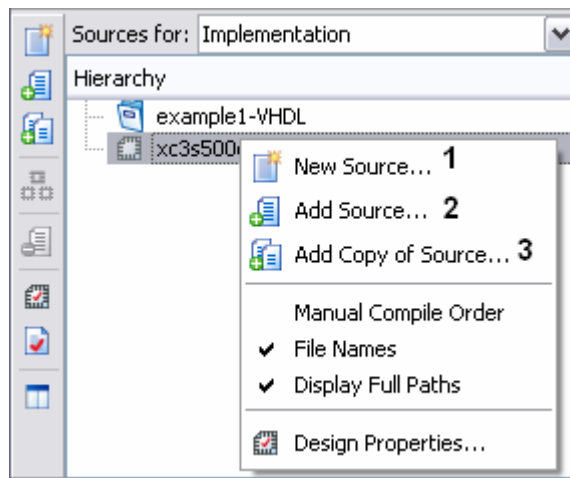 Sources for: Implementation
Hierarchy
example1-VHDL
xc3s500
New Source... 1
Add Source... 2
Add Copy of Source... 3
Manual Compile Order
File Names
Display Full Paths
Design Properties...